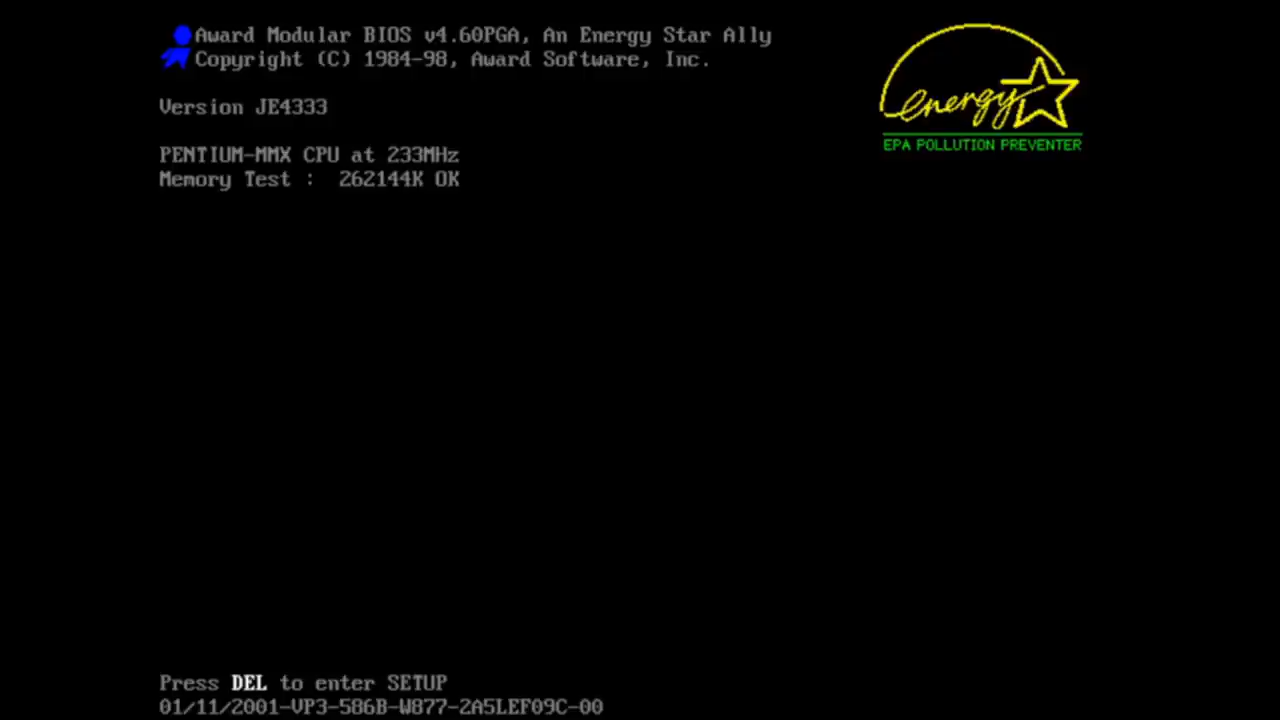 Award Modular BIOS v4.60PGA, An Energy Star Ally
Copyright (C) 1984-98, Award Software, Inc.
energy
EPA POLLUTION PREVENTER
Version JE4333
PENTIUM-MMX CPU at 233MHz
Memory Test :  262144K OK
Press DEL to enter SETUP
01/11/2001-VP3-586B-W877-2A5LEF09C-00